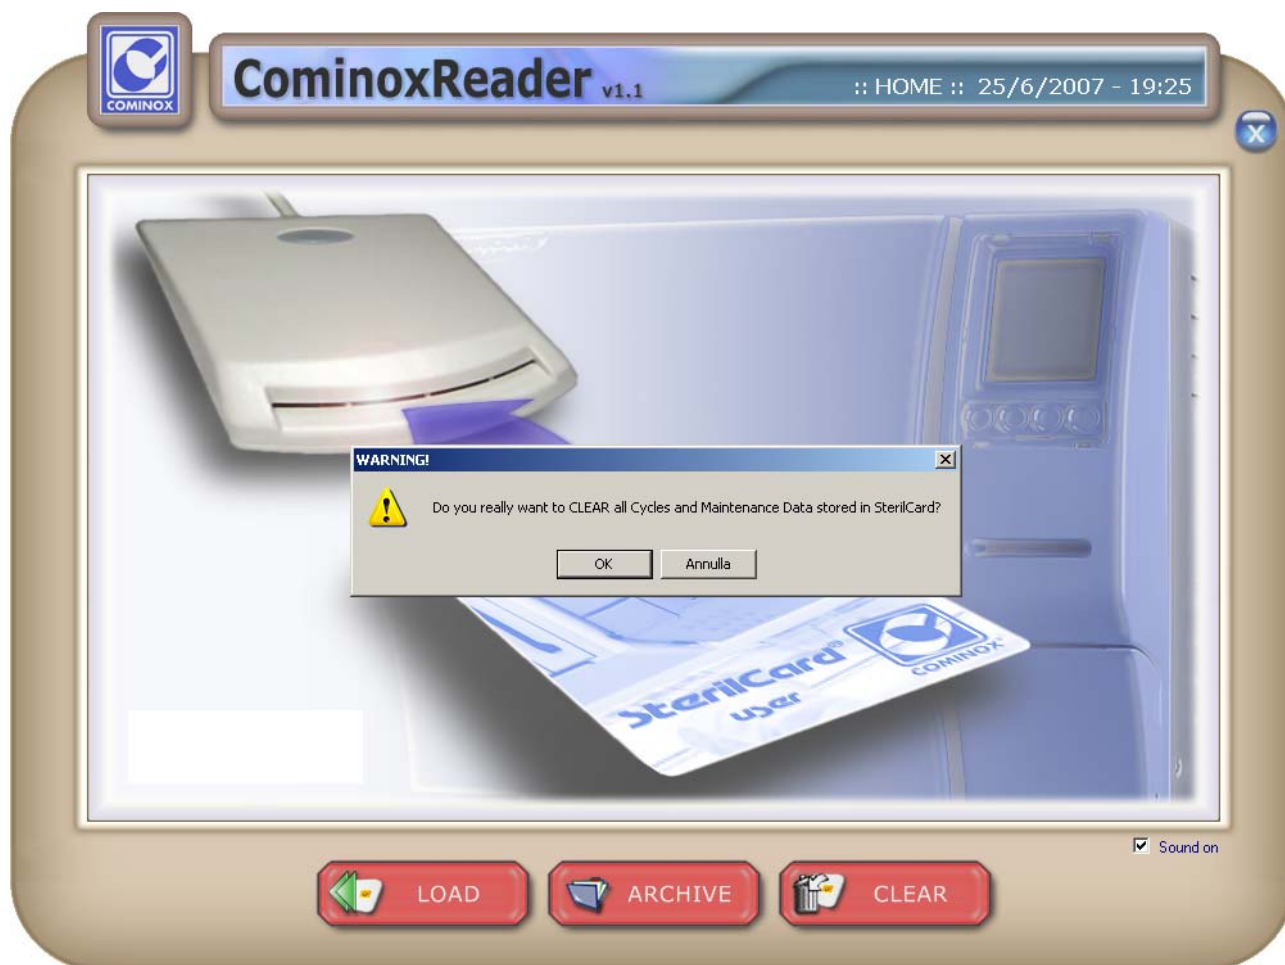 COMINOX
CominoxReader v1.1
:: HOME :: 25/6/2007 - 19:25
X
WARNING!
Do you really want to CLEAR all Cycles and Maintenance Data stored in SterilCard?
OK
Annulla
SterilCard®
user
COMINOX®
Sound on
LOAD
ARCHIVE
CLEAR